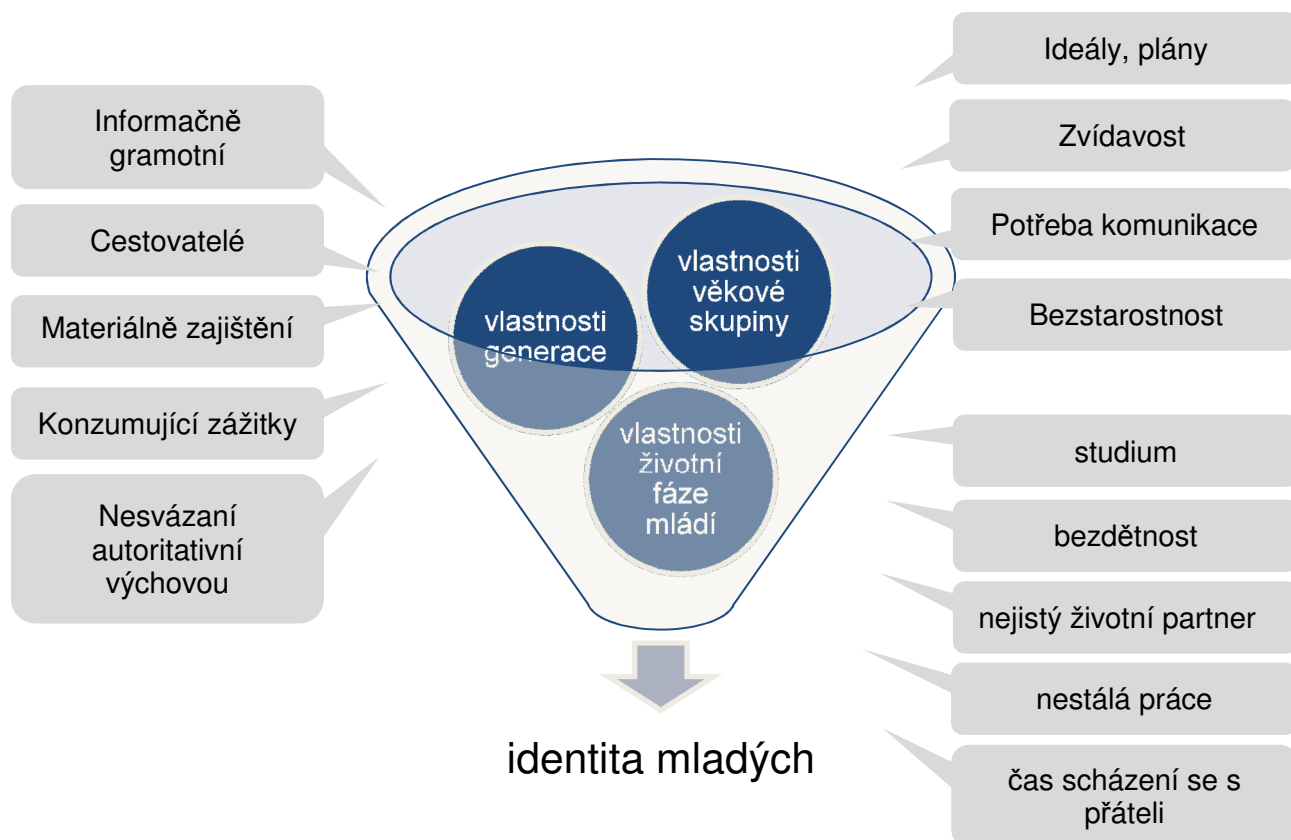 Informačně
gramotní
Cestovatelé
Materiálně zajištění
Konzumující zážitky
Nesvázaní
autoritativní
výchovou
vlastnosti
generace
vlastnosti
věkové
skupiny
vlastnosti
životní
fáze
mládí
identita mladých
Ideály, plány
Zvídavost
Potřeba komunikace
Bezstarostnost
studium
bezdětnost
nejistý životní partner
nestálá práce
čas scházení se s
přáteli